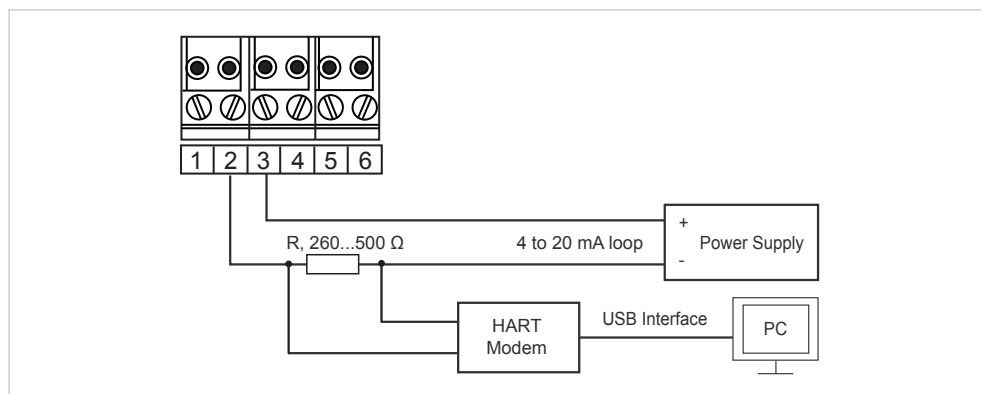 1 2 3 4 5 6
R, 260...500 Ω
4 to 20 mA loop
+
Power Supply
-
HART
Modem
USB Interface
PC